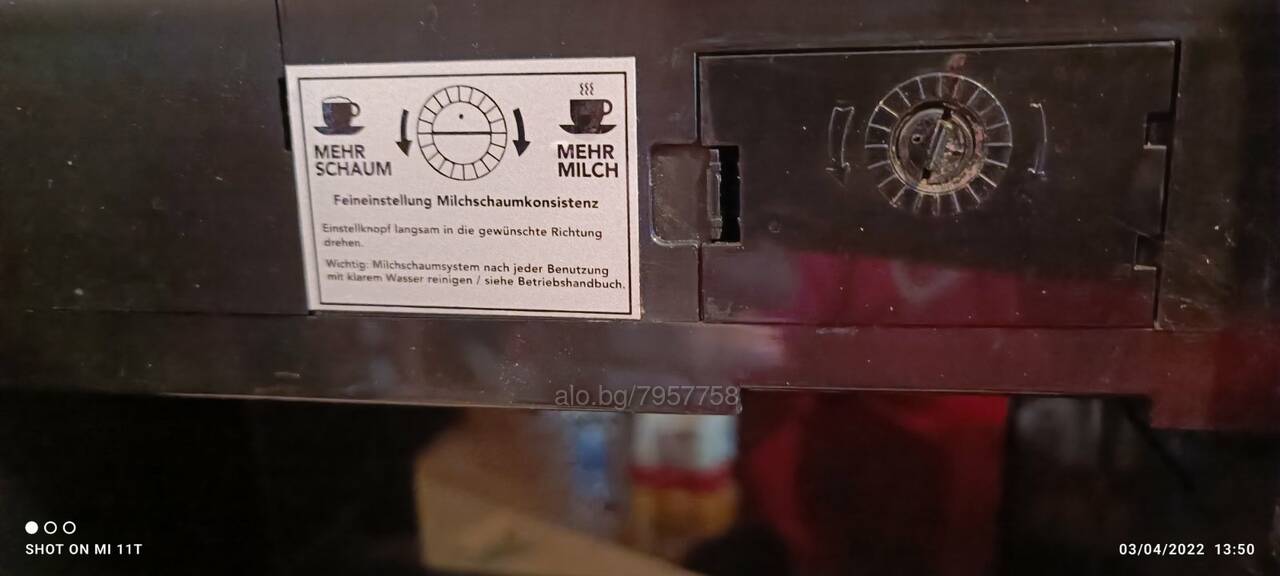 MEHR
SCHAUM
MEHR
MILCH
Feineinstellung Milchschaumkonsistenz
Einstellknopf langsam in die gewünschte Richtung
drehen.
Wichtig: Milchschaumsystem nach jeder Benutzung
mit klarem Wasser reinigen / siehe Betriebshandbuch.
alo.bg/7957758
SHOT ON MI 11T
03/04/2022 13:50